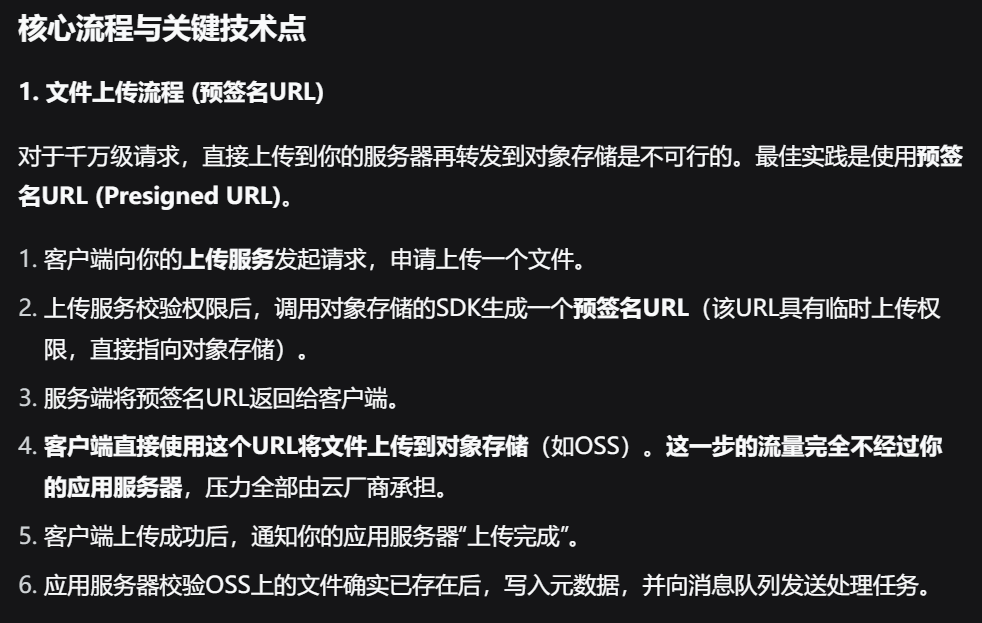 核心流程与关键技术点
1. 文件上传流程 (预签名URL)
对于千万级请求，直接上传到你的服务器再转发到对象存储是不可行的。最佳实践是使用预签
名URL (Presigned URL)。
1. 客户端向你的上传服务发起请求，申请上传一个文件。
2. 上传服务校验权限后，调用对象存储的SDK生成一个预签名URL（该URL具有临时上传权
限，直接指向对象存储）。
3. 服务端将预签名URL返回给客户端。
4. 客户端直接使用这个URL将文件上传到对象存储（如OSS）。这一步的流量完全不经过你
的应用服务器，压力全部由云厂商承担。
5. 客户端上传成功后，通知你的应用服务器“上传完成”。
6. 应用服务器校验OSS上的文件确实已存在后，写入元数据，并向消息队列发送处理任务。